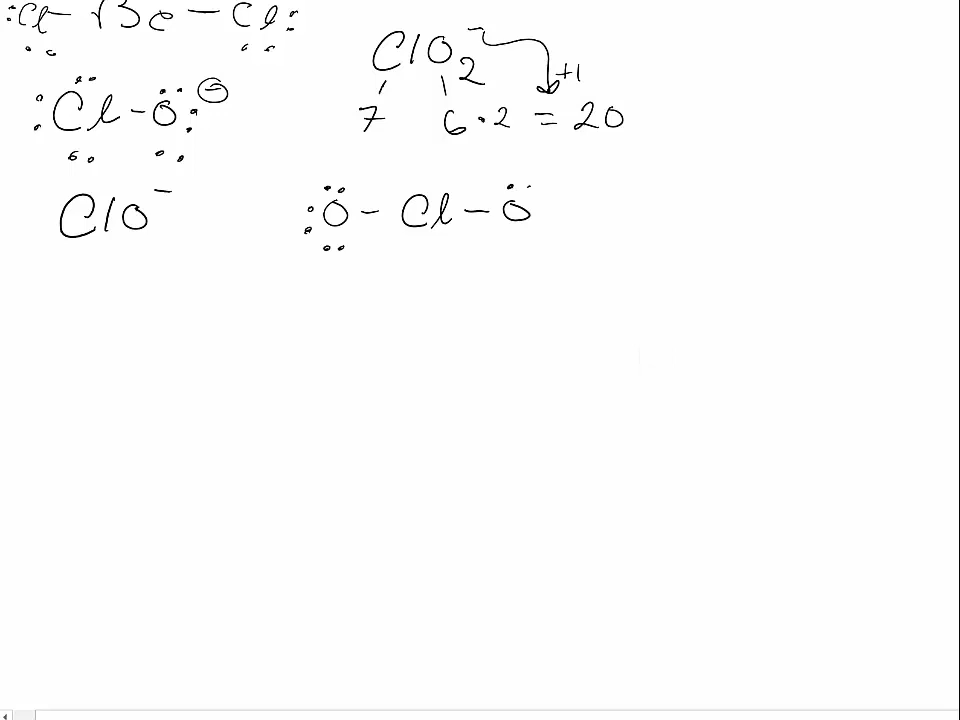 :Cl – Be – Cl:
:Cl – O: ⊖
ClO⁻
ClO₂⁻
+1
7 6 · 2 = 20
:O – Cl – O